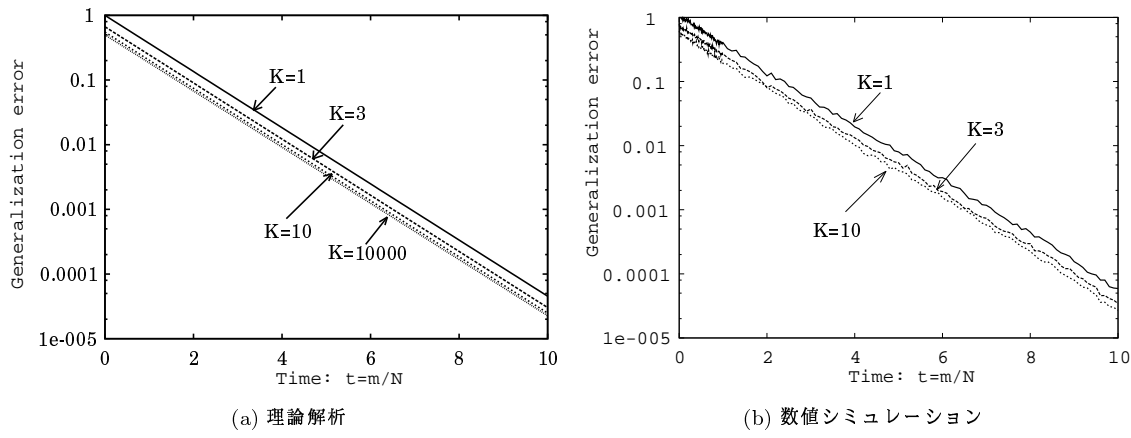 1
0.1
0.01
0.001
0.0001
1e-005
Generalization error
K=1
K=3
K=10
K=10000
0 2 4 6 8 10
Time: t=m/N
(a) 理論解析
1
0.1
0.01
0.001
0.0001
1e-005
Generalization error
K=1
K=3
K=10
0 2 4 6 8 10
Time: t=m/N
(b) 数値シミュレーション